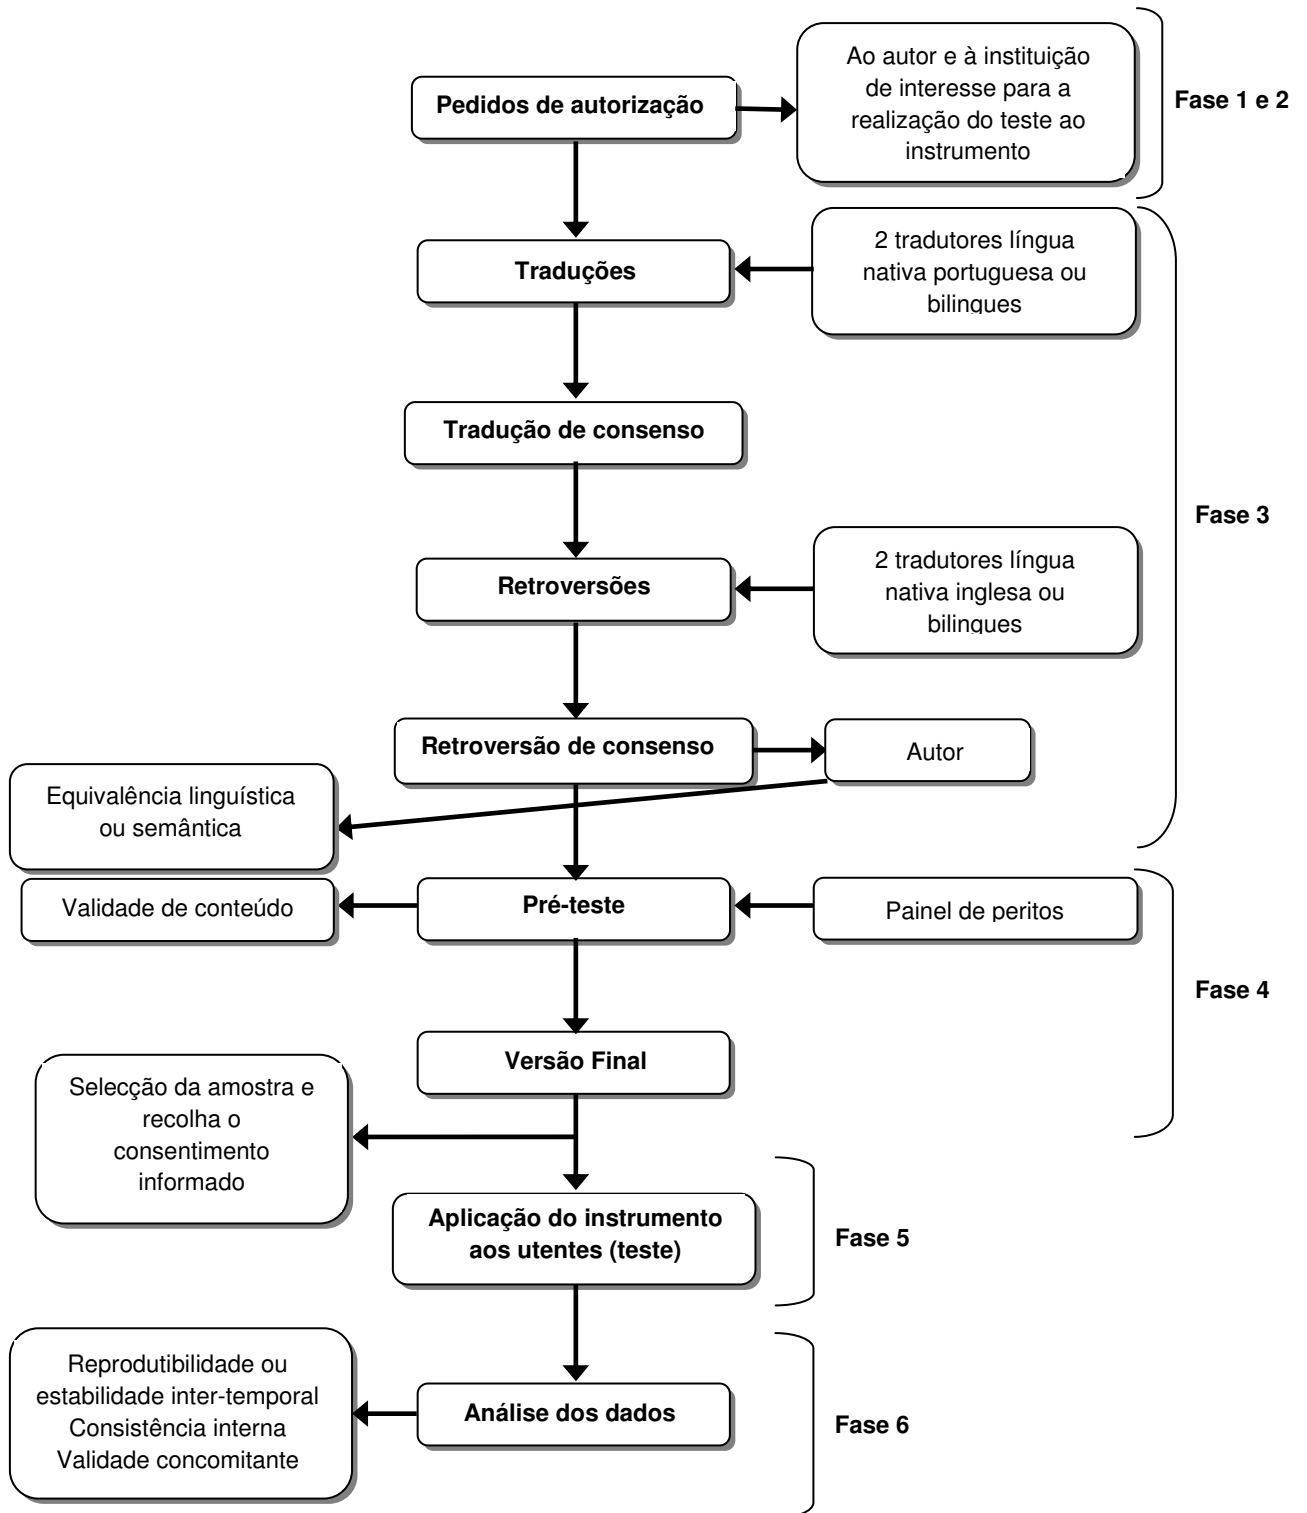 Ao autor e à instituição
de interesse para a
realização do teste ao
instrumento
Pedidos de autorização
Fase 1 e 2
2 tradutores língua
nativa portuguesa ou
bilingues
Traduções
Tradução de consenso
Fase 3
2 tradutores língua
nativa inglesa ou
bilingues
Retroversões
Retroversão de consenso
Autor
Equivalência linguística
ou semântica
Validade de conteúdo
Pré-teste
Painel de peritos
Fase 4
Versão Final
Selecção da amostra e
recolha o
consentimento
informado
Aplicação do instrumento
aos utentes (teste)
Fase 5
Reprodutibilidade ou
estabilidade inter-temporal
Consistência interna
Validade concomitante
Análise dos dados
Fase 6